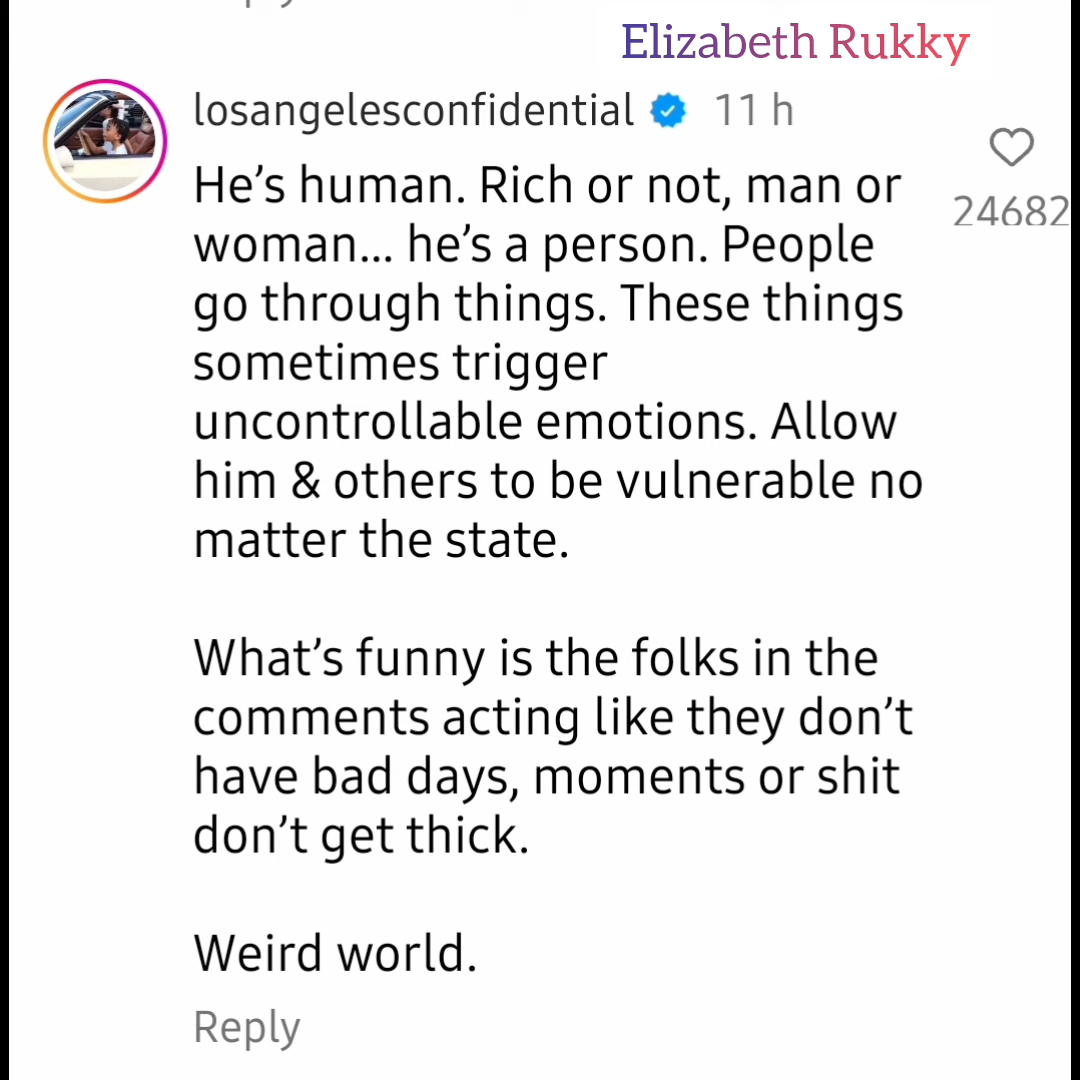 Elizabeth Rukky
losangelesconfidential 11 h
24682
He’s human. Rich or not, man or
woman... he’s a person. People
go through things. These things
sometimes trigger
uncontrollable emotions. Allow
him & others to be vulnerable no
matter the state.
What’s funny is the folks in the
comments acting like they don’t
have bad days, moments or shit
don’t get thick.
Weird world.
Reply